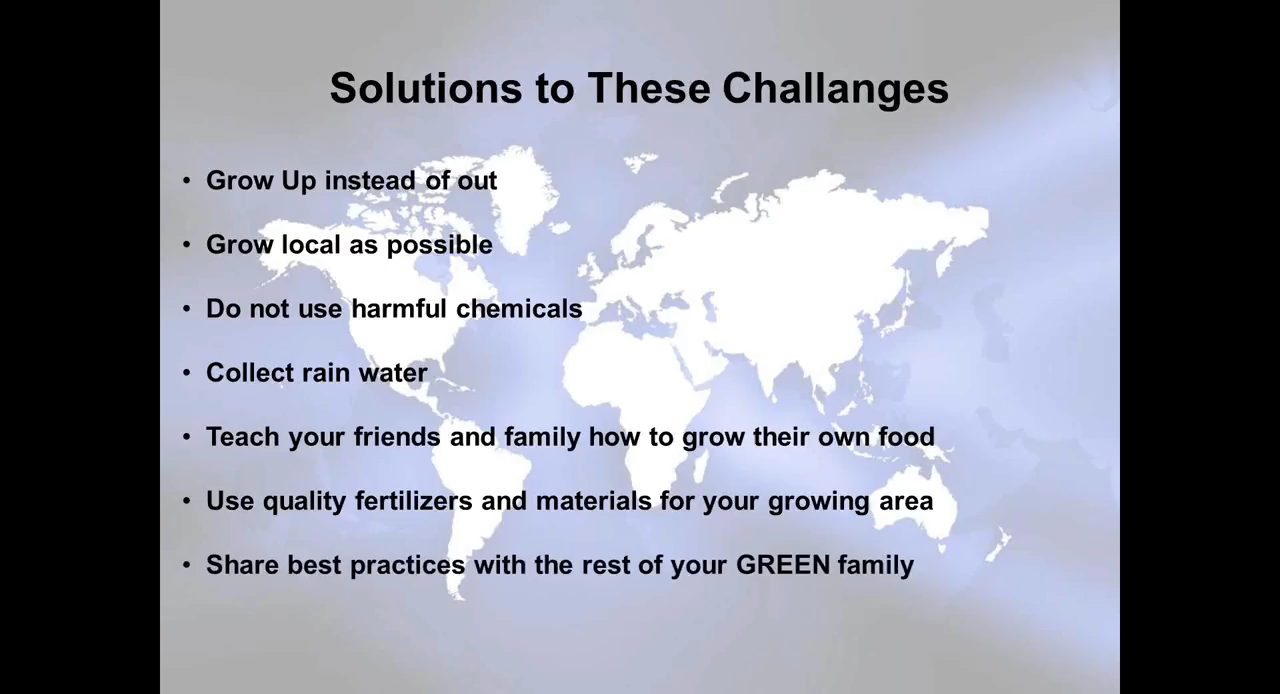 Solutions to These Challanges
• Grow Up instead of out
• Grow local as possible
• Do not use harmful chemicals
• Collect rain water
• Teach your friends and family how to grow their own food
• Use quality fertilizers and materials for your growing area
• Share best practices with the rest of your GREEN family